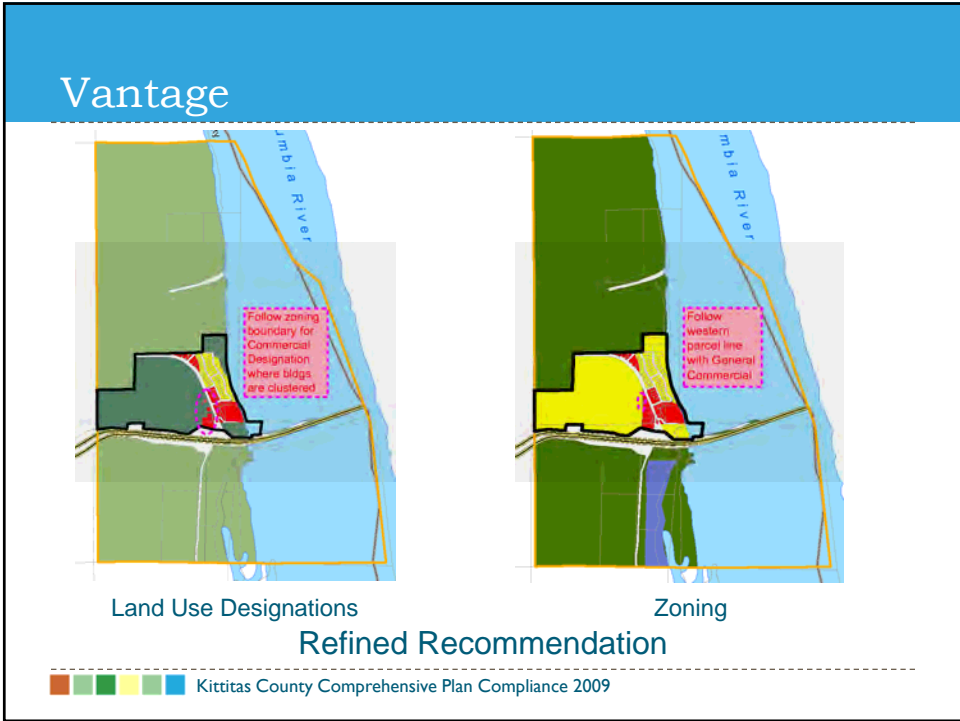 Vantage
umbia River
Follow zoning
boundary for
Commercial
Designation
where bldgs
are clustered
umbia River
Follow
western
parcel line
with General
Commercial
Land Use Designations
Zoning
Refined Recommendation
Kittitas County Comprehensive Plan Compliance 2009